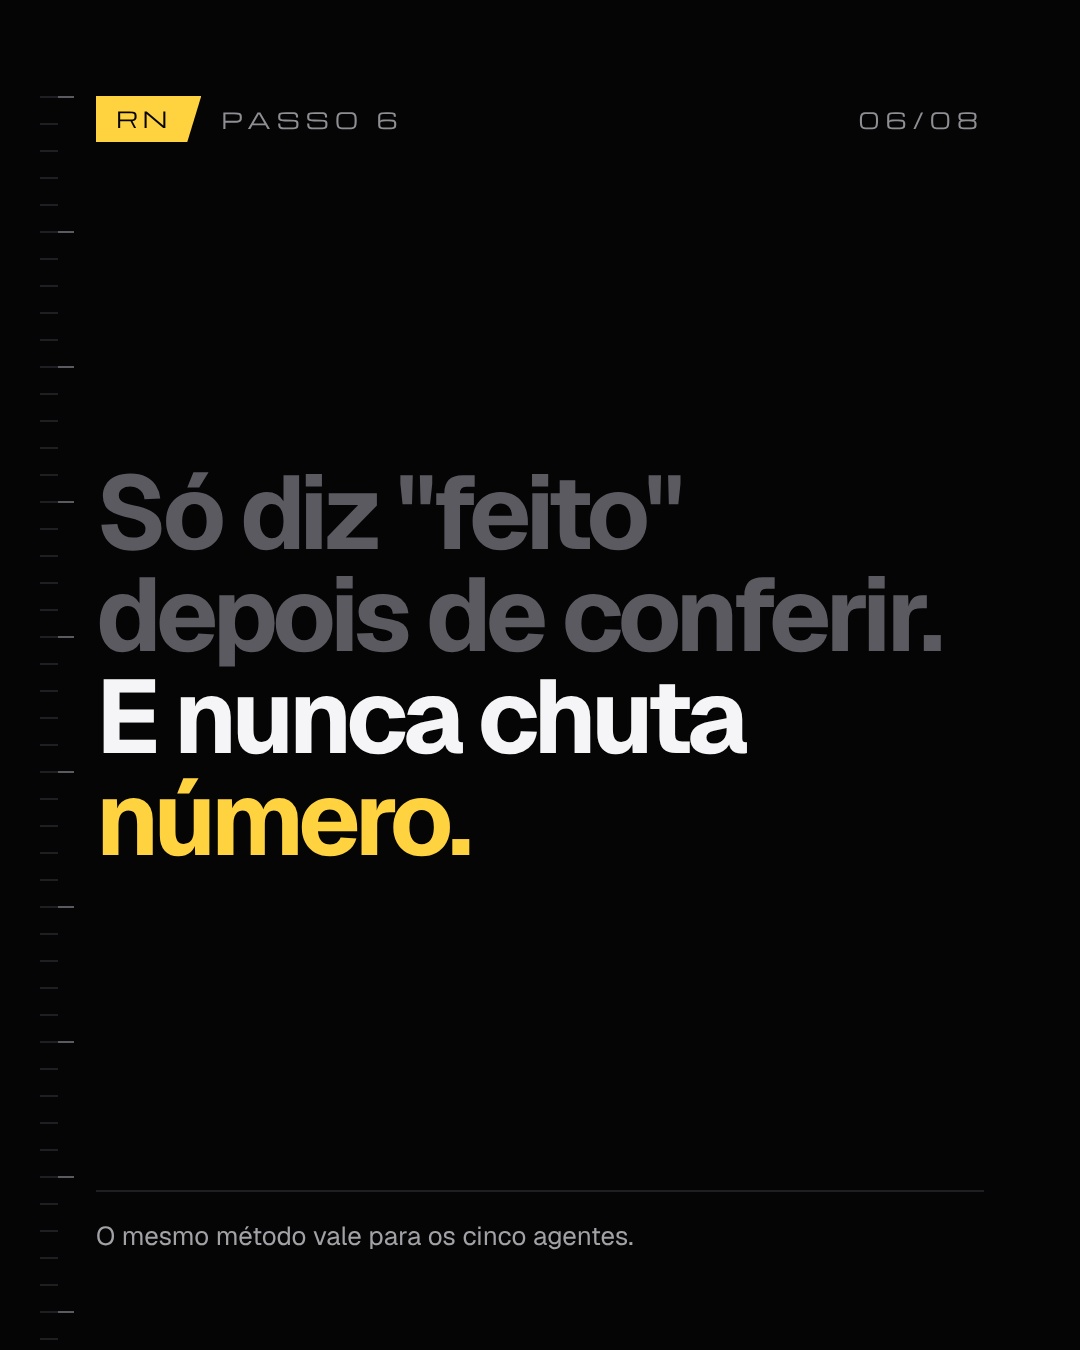 RN PASSO 6 06/08
Só diz "feito"
depois de conferir.
E nunca chuta
número.
O mesmo método vale para os cinco agentes.